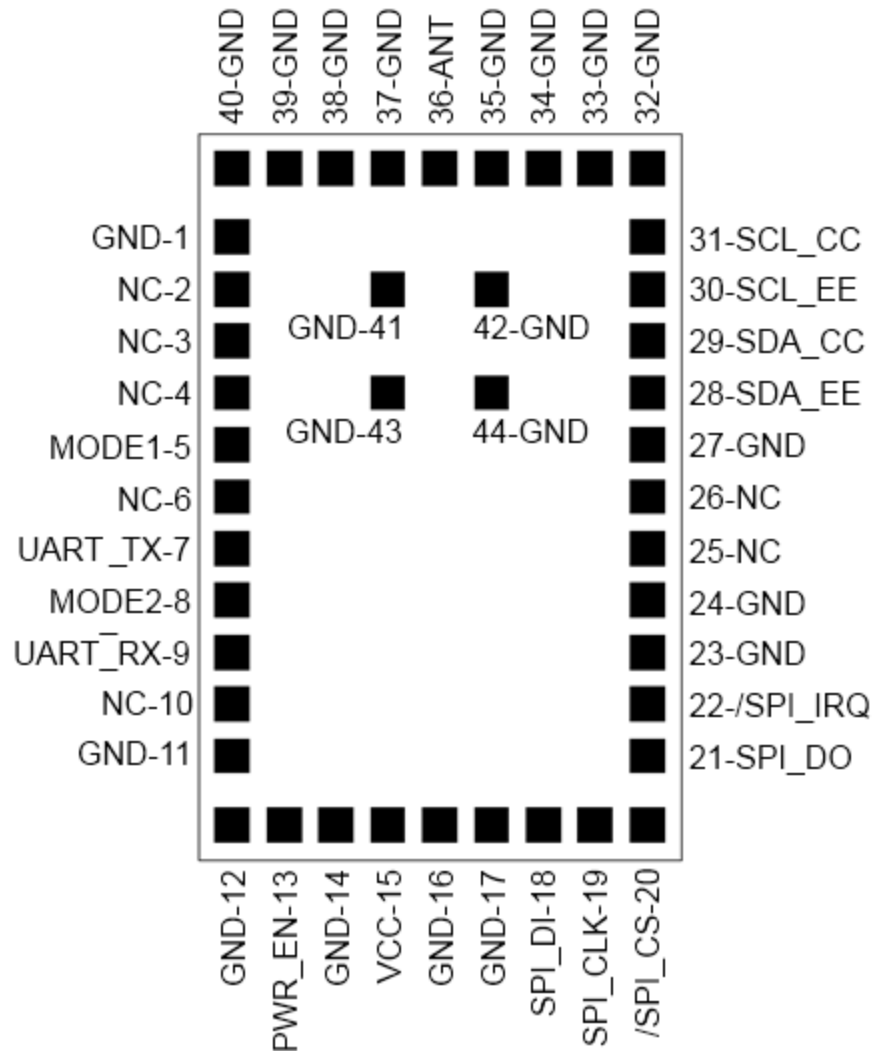 40-GND
39-GND
38-GND
37-GND
36-ANT
35-GND
34-GND
33-GND
32-GND
GND-1
31-SCL_CC
NC-2
30-SCL_EE
GND-41
42-GND
NC-3
29-SDA_CC
NC-4
28-SDA_EE
GND-43
44-GND
MODE1-5
27-GND
NC-6
26-NC
UART_TX-7
25-NC
MODE2-8
24-GND
UART_RX-9
23-GND
NC-10
22-/SPI_IRQ
GND-11
21-SPI_DO
GND-12
PWR_EN-13
GND-14
VCC-15
GND-16
GND-17
SPI_DI-18
SPI_CLK-19
/SPI_CS-20